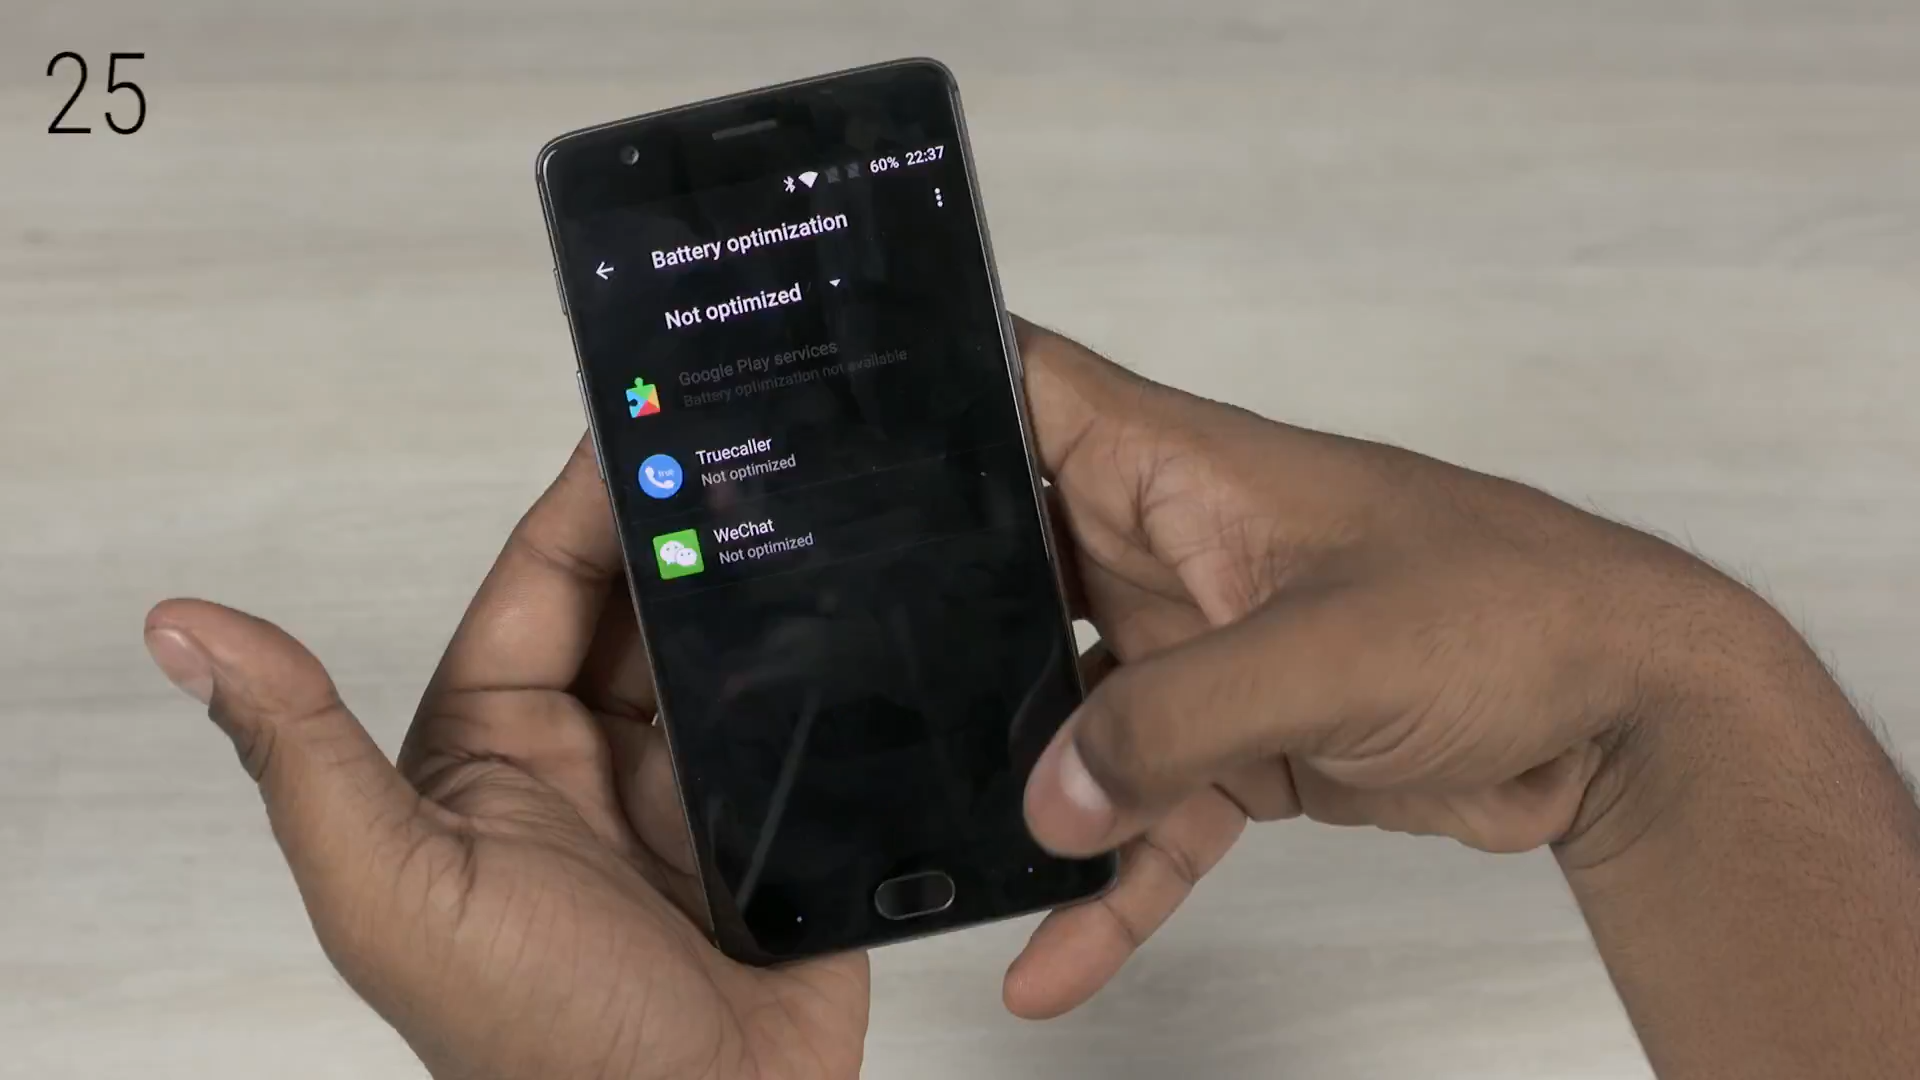 25
60% 22:37
Battery optimization
Not optimized
Google Play services
Battery optimization not available
true
Truecaller
Not optimized
WeChat
Not optimized